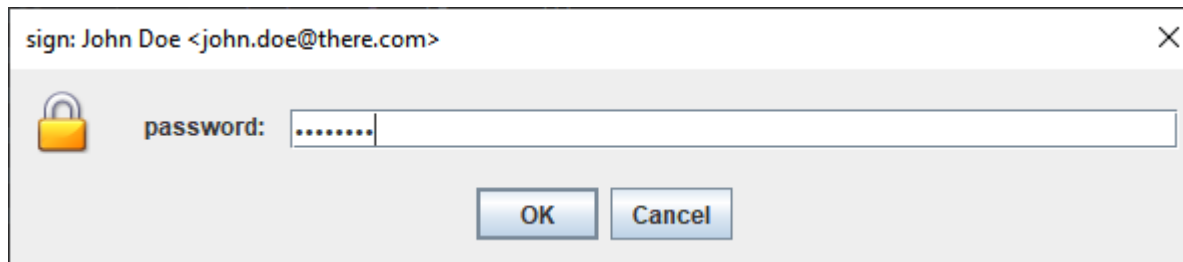 sign: John Doe <john.doe@there.com>
password: ••••••••
OK Cancel